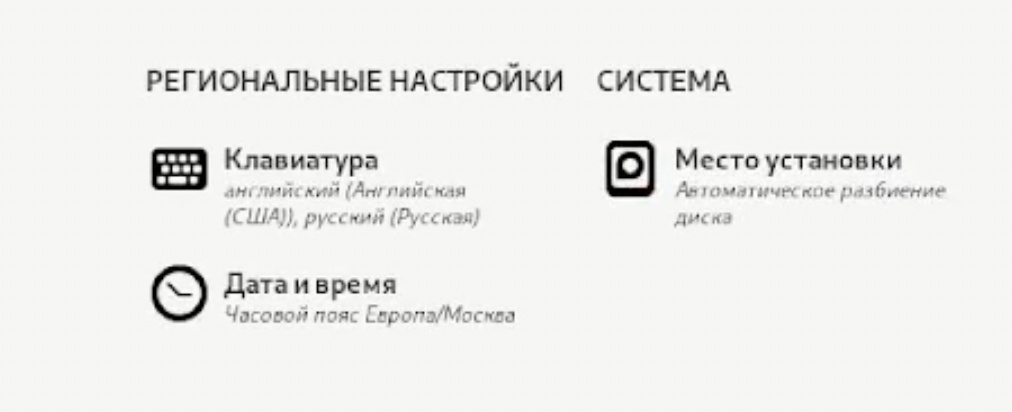 РЕГИОНАЛЬНЫЕ НАСТРОЙКИ
Клавиатура
английский (Английская
(США)), русский (Русская)
Дата и время
Часовой пояс Европа/Москва
СИСТЕМА
Место установки
Автоматическое разбиение
диска